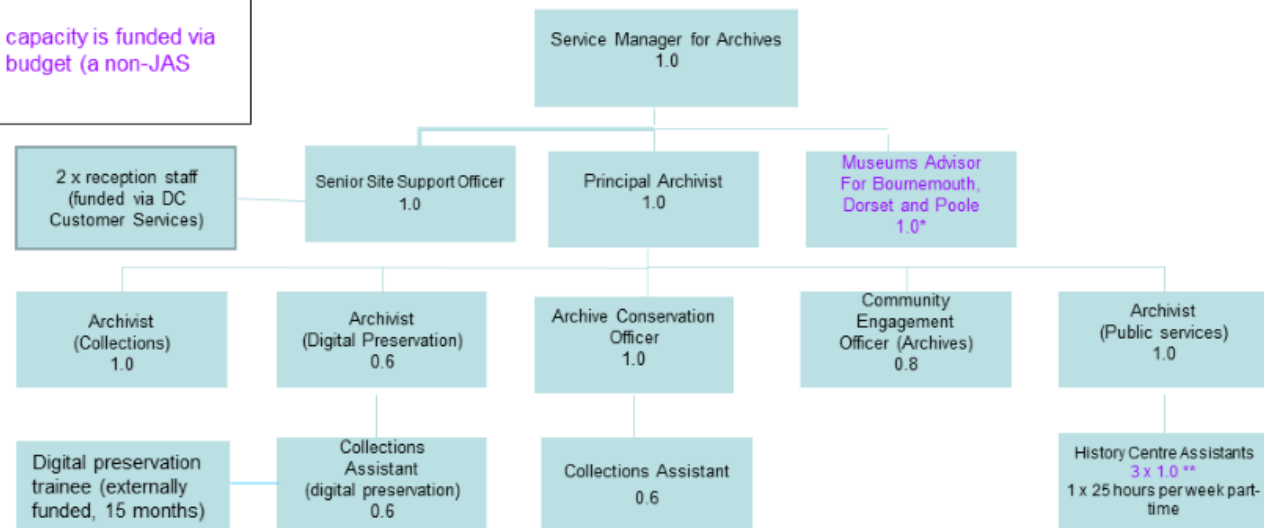 capacity is funded via
budget (a non-JAS
Service Manager for Archives
1.0
2 x reception staff
(funded via DC
Customer Services)
Senior Site Support Officer
1.0
Principal Archivist
1.0
Museums Advisor
For Bournemouth,
Dorset and Poole
1.0*
Archivist
(Collections)
1.0
Archivist
(Digital Preservation)
0.6
Archive Conservation
Officer
1.0
Community
Engagement
Officer (Archives)
0.8
Archivist
(Public services)
1.0
Digital preservation
trainee (externally
funded, 15 months)
Collections
Assistant
(digital preservation)
0.6
Collections Assistant
0.6
History Centre Assistants
3 x 1.0 **
1 x 25 hours per week part-
time